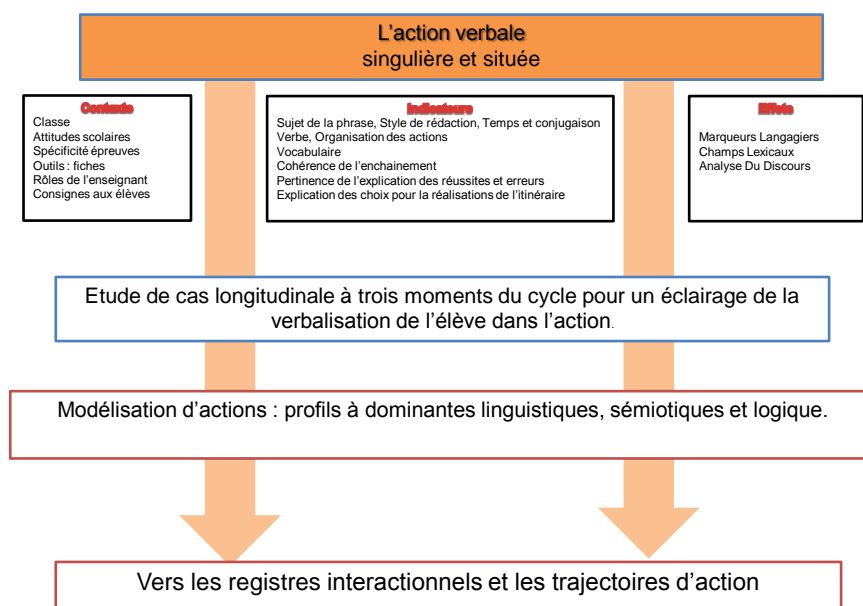 L'action verbale
singulière et située
Contexte
Classe
Attitudes scolaires
Spécificité épreuves
Outils : fiches
Rôles de l'enseignant
Consignes aux élèves
Indicateurs
Sujet de la phrase, Style de rédaction, Temps et conjugaison
Verbe, Organisation des actions
Vocabulaire
Cohérence de l'enchainement
Pertinence de l'explication des réussites et erreurs
Explication des choix pour la réalisations de l'itinéraire
Effets
Marqueurs Langagiers
Champs Lexicaux
Analyse Du Discours
Etude de cas longitudinale à trois moments du cycle pour un éclairage de la
verbalisation de l'élève dans l'action.
Modélisation d'actions : profils à dominantes linguistiques, sémiotiques et logique.
Vers les registres interactionnels et les trajectoires d'action